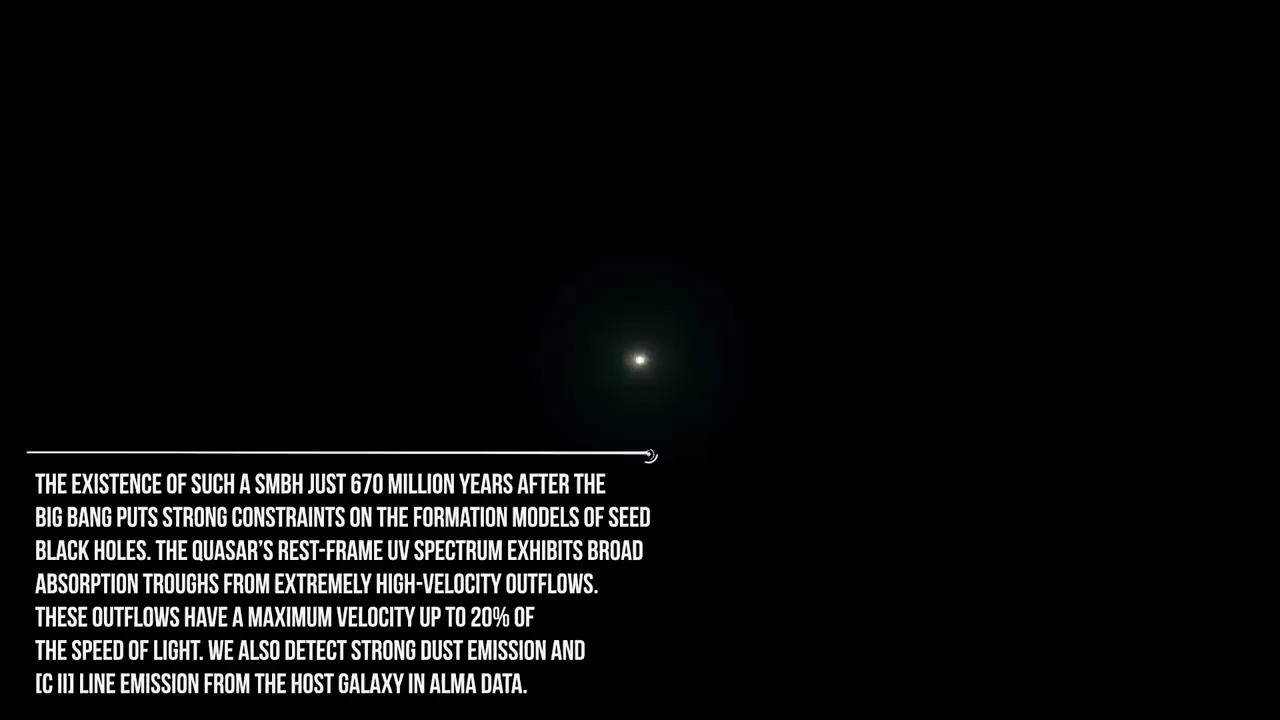 THE EXISTENCE OF SUCH A SMBH JUST 670 MILLION YEARS AFTER THE
BIG BANG PUTS STRONG CONSTRAINTS ON THE FORMATION MODELS OF SEED
BLACK HOLES. THE QUASAR’S REST-FRAME UV SPECTRUM EXHIBITS BROAD
ABSORPTION TROUGHS FROM EXTREMELY HIGH-VELOCITY OUTFLOWS.
THESE OUTFLOWS HAVE A MAXIMUM VELOCITY UP TO 20% OF
THE SPEED OF LIGHT. WE ALSO DETECT STRONG DUST EMISSION AND
[C II] LINE EMISSION FROM THE HOST GALAXY IN ALMA DATA.